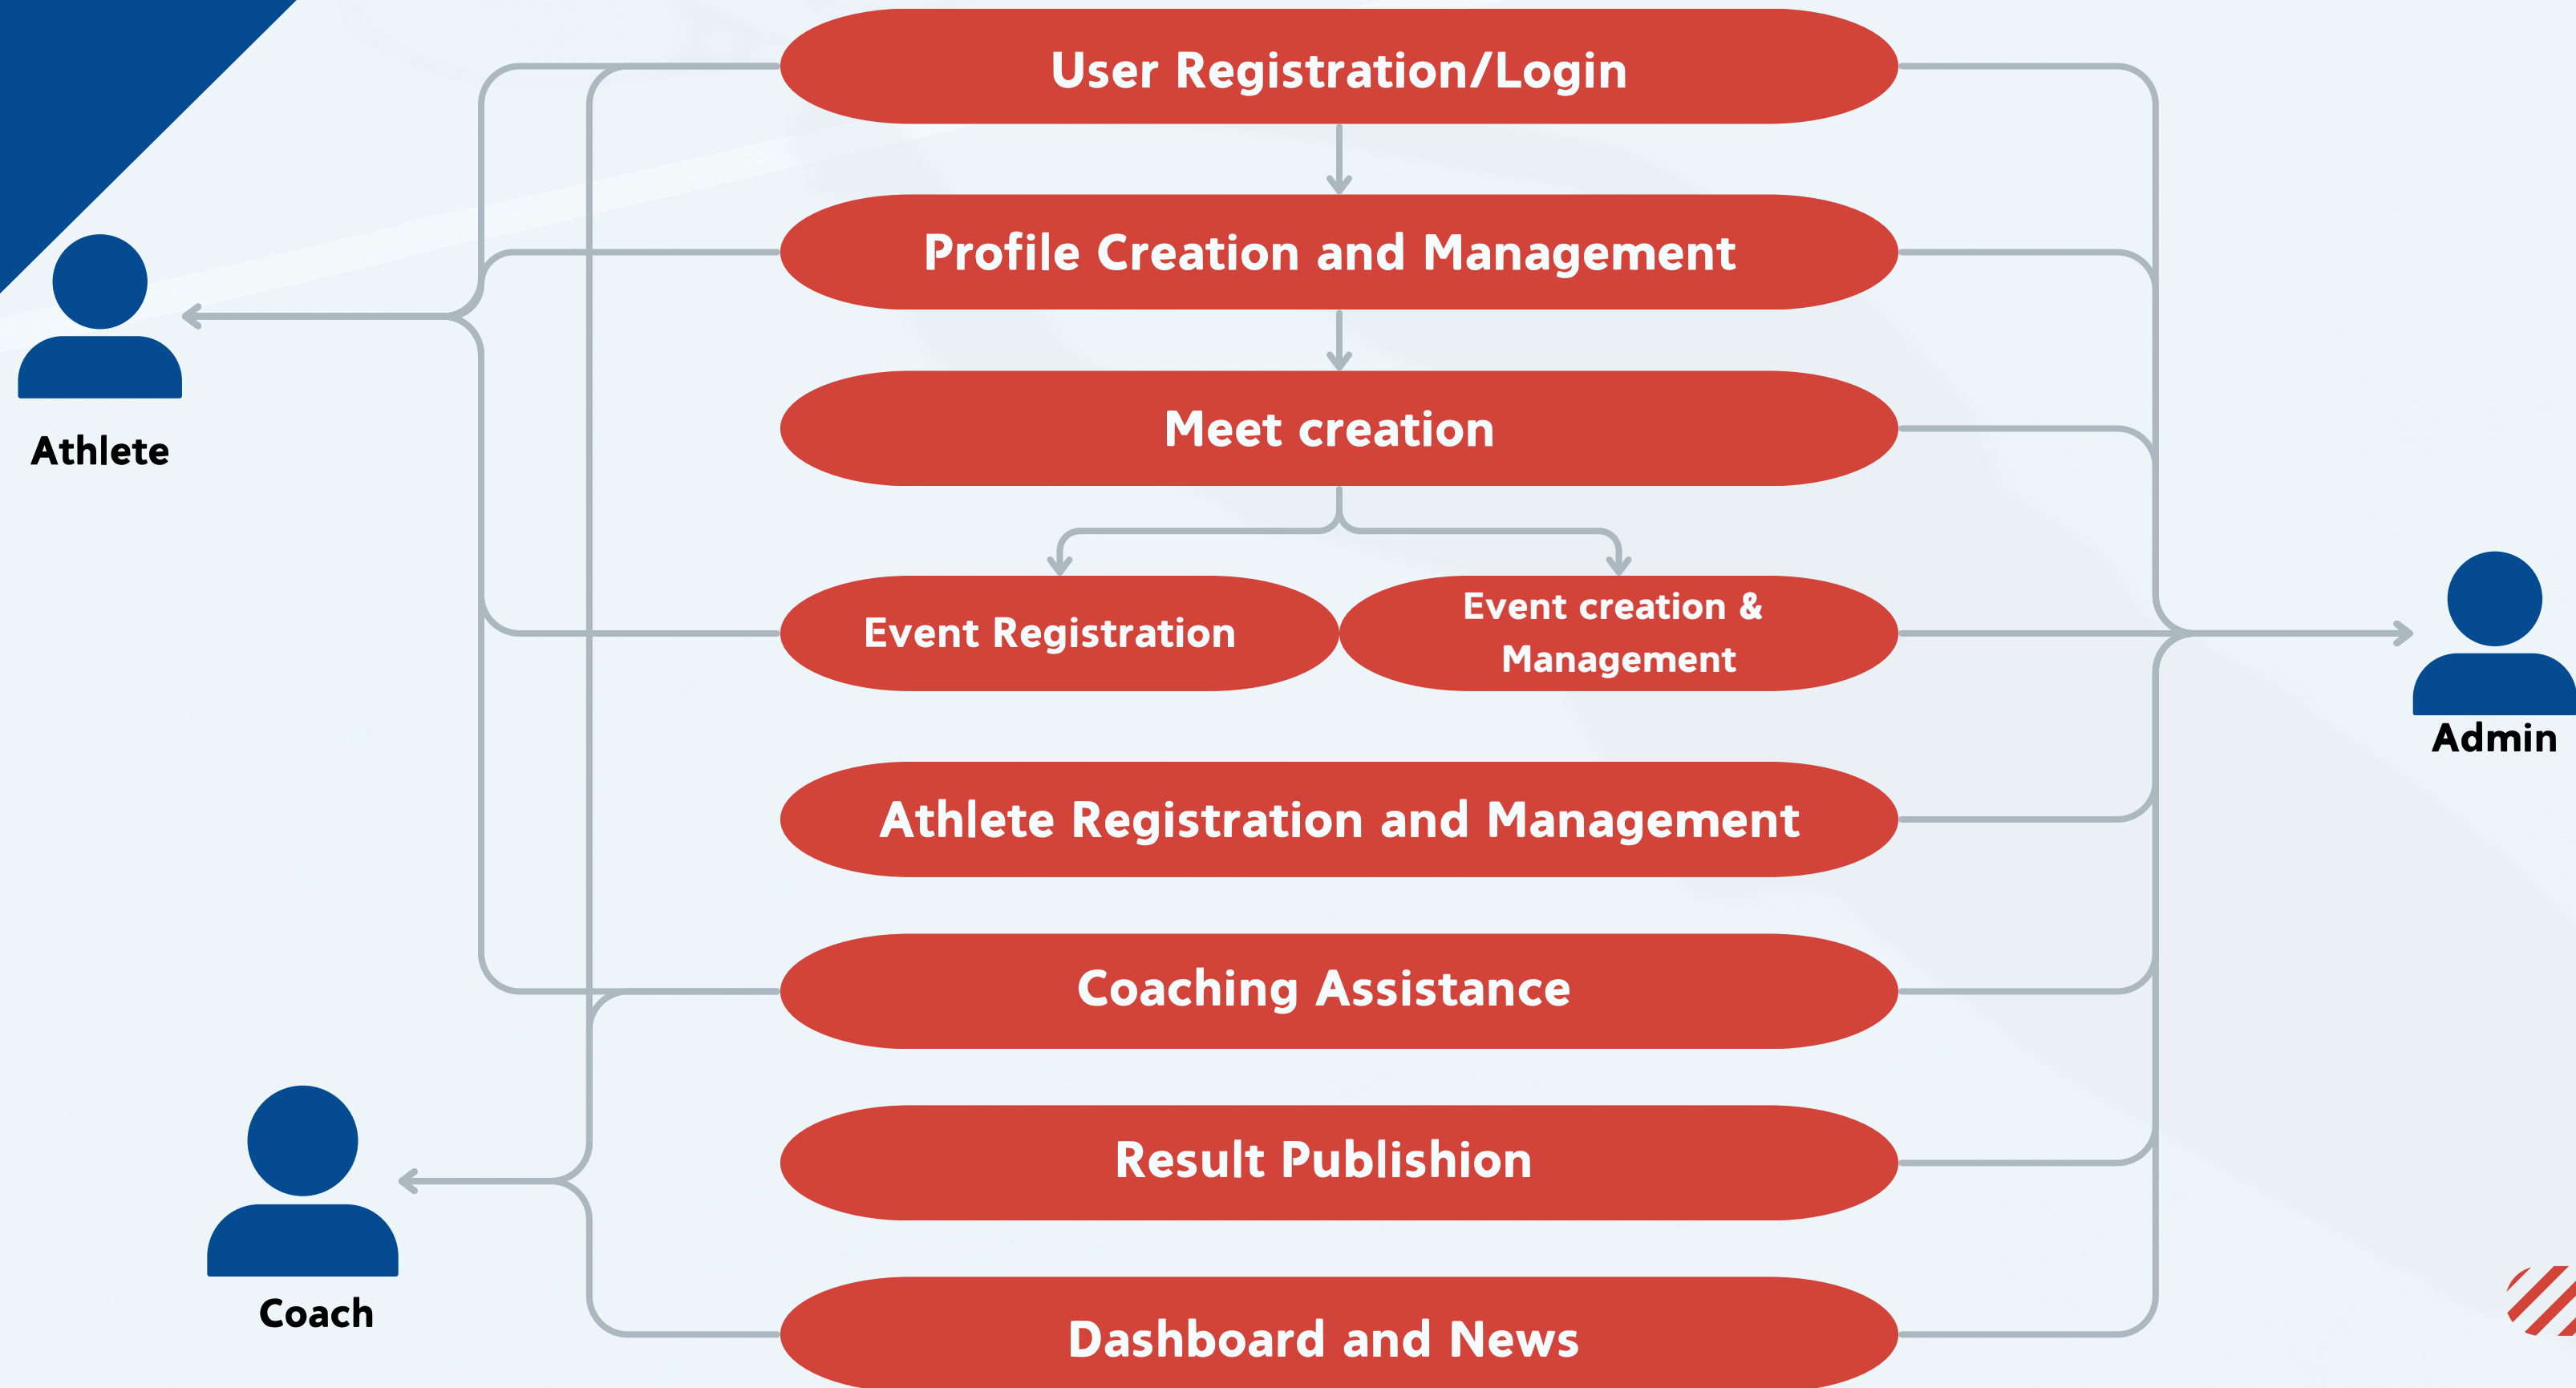 User Registration/Login
Profile Creation and Management
Athlete
Meet creation
Event Registration
Event creation &
Management
Admin
Athlete Registration and Management
Coaching Assistance
Result Publishion
Coach
Dashboard and News